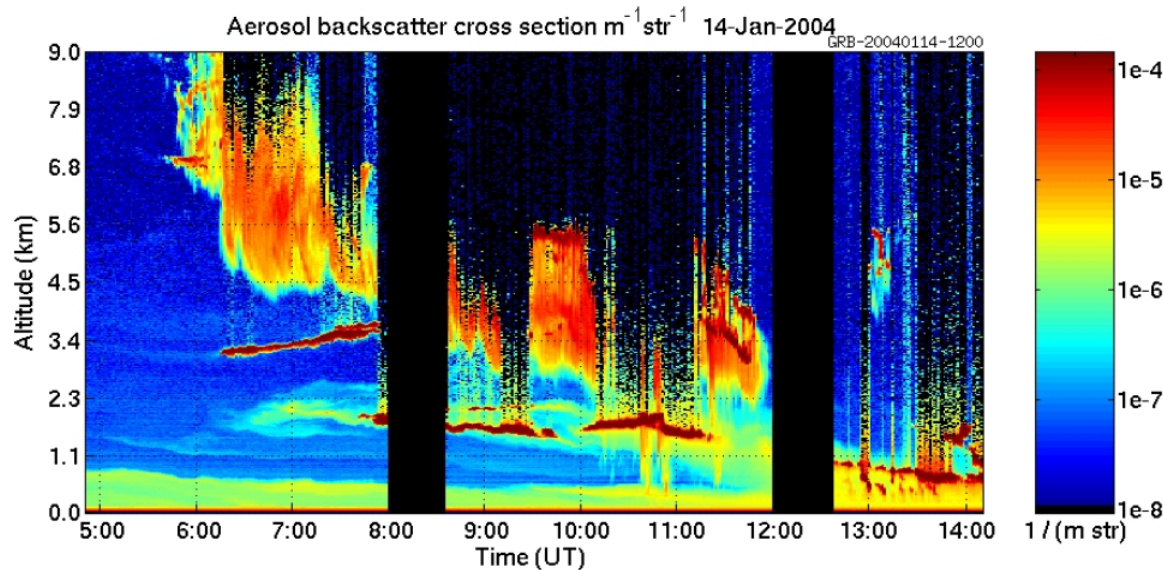 Aerosol backscatter cross section m⁻¹str⁻¹ 14-Jan-2004
GRB-20040114-1200
9.0
7.9
6.8
5.6
4.5
3.4
2.3
1.1
0.0
Altitude (km)
5:00 6:00 7:00 8:00 9:00 10:00 11:00 12:00 13:00 14:00
Time (UT)
1e-4
1e-5
1e-6
1e-7
1e-8
1 / (m str)